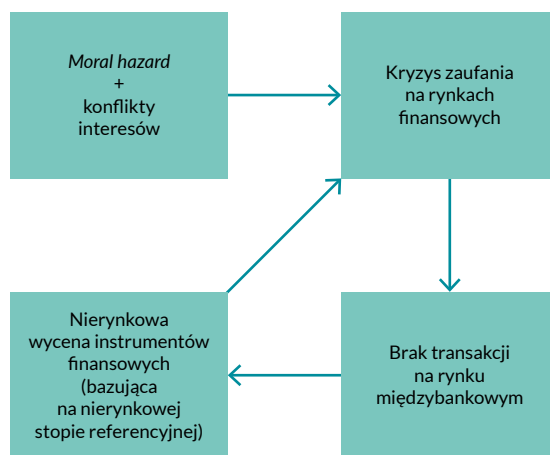 Moral hazard
+
konflikty
interesów
Kryzys zaufania
na rynkach
finansowych
Nierynkowa
wycena instrumentów
finansowych
(bazująca
na nierynkowej
stopie referencyjnej)
Brak transakcji
na rynku
międzybankowym